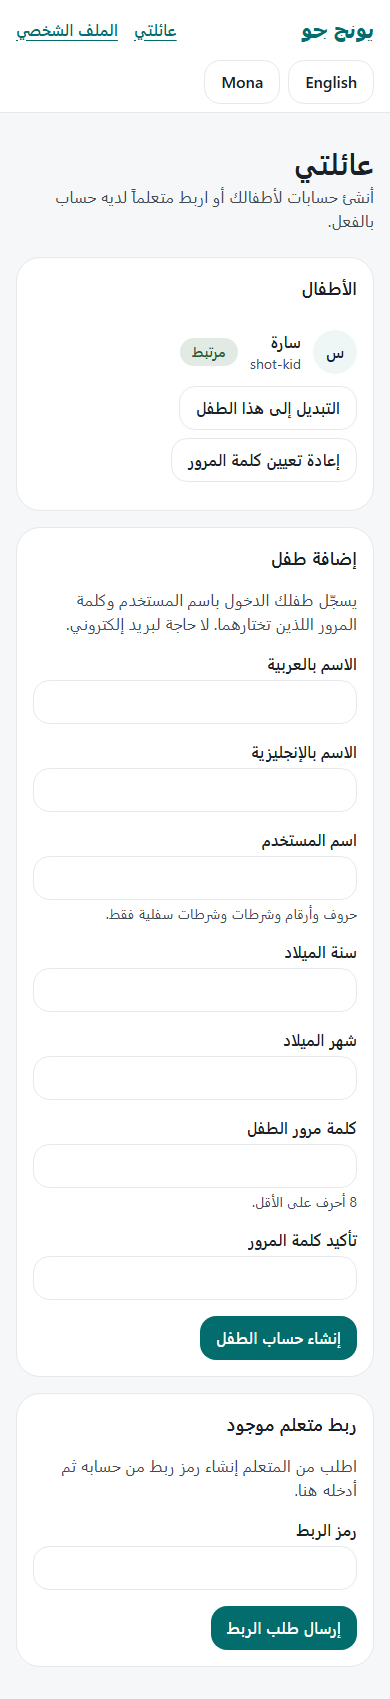 يونج جو
عائلتي
الملف الشخصي
English
Mona
عائلتي
أنشئ حسابات لأطفالك أو اربط متعلماً لديه حساب
بالفعل.
الأطفال
س
سارة
shot-kid
مرتبط
التبديل إلى هذا الطفل
إعادة تعيين كلمة المرور
إضافة طفل
يسجّل طفلك الدخول باسم المستخدم وكلمة
المرور اللذين تختارهما. لا حاجة لبريد إلكتروني.
الاسم بالعربية
الاسم بالإنجليزية
اسم المستخدم
حروف وأرقام وشرطات وشرطات سفلية فقط.
سنة الميلاد
شهر الميلاد
كلمة مرور الطفل
8 أحرف على الأقل.
تأكيد كلمة المرور
إنشاء حساب الطفل
ربط متعلم موجود
اطلب من المتعلم إنشاء رمز ربط من حسابه ثم
أدخله هنا.
رمز الربط
إرسال طلب الربط